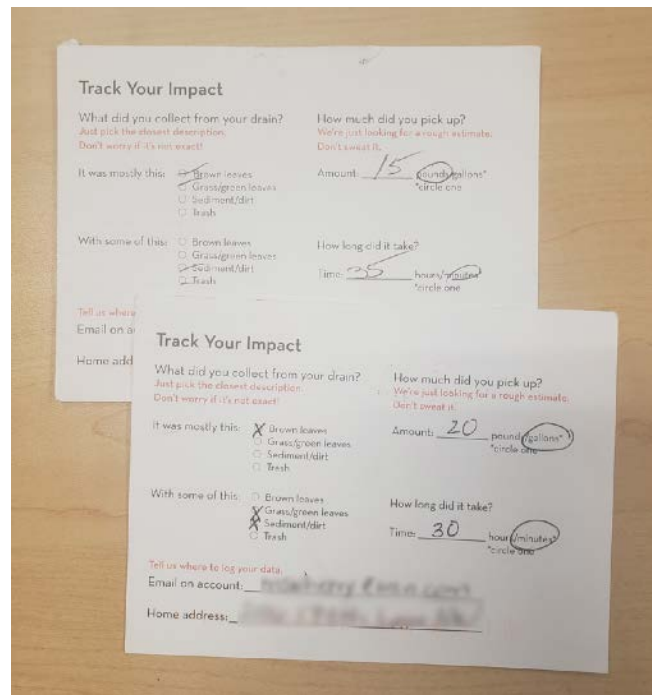 Track Your Impact
What did you collect from your drain?
Just pick the closest description.
Don't worry if it's not exact!
It was mostly this:
Brown leaves
Grass/green leaves
Sediment/dirt
Trash
With some of this:
Brown leaves
Grass/green leaves
Sediment/dirt
Trash
How much did you pick up?
We're just looking for a rough estimate.
Don't sweat it.
Amount: 15 pounds/gallons*
*circle one
How long did it take?
Time: 35 hours/minutes*
*circle one
Tell us where
Email on a
Home add
Track Your Impact
What did you collect from your drain?
Just pick the closest description.
Don't worry if it's not exact!
It was mostly this:
X Brown leaves
Grass/green leaves
Sediment/dirt
Trash
With some of this:
Brown leaves
X Grass/green leaves
X Sediment/dirt
Trash
How much did you pick up?
We're just looking for a rough estimate.
Don't sweat it.
Amount: 20 pound /gallons*
*circle one
How long did it take?
Time: 30 hour /minutes*
*circle one
Tell us where to log your data.
Email on account:
Home address: